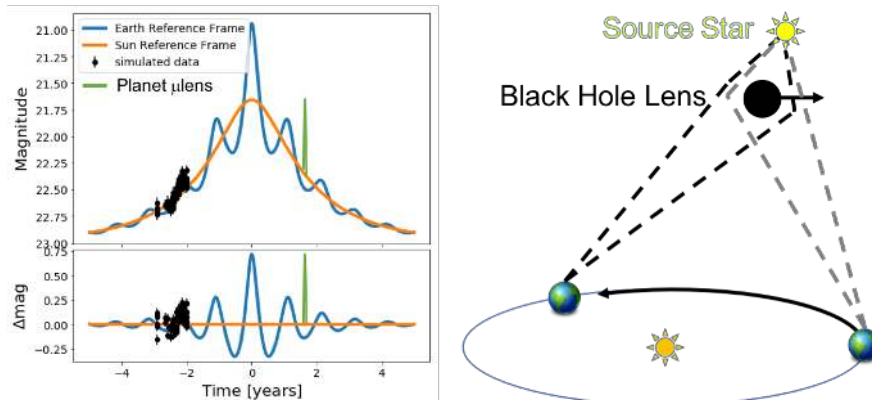 Earth Reference Frame
Sun Reference Frame
simulated data
Planet μlens
Magnitude
21.00
21.25
21.50
21.75
22.00
22.25
22.50
22.75
23.00
Δmag
0.75
0.50
0.25
0.00
−0.25
−4
−2
0
2
4
Time [years]
Source Star
Black Hole Lens